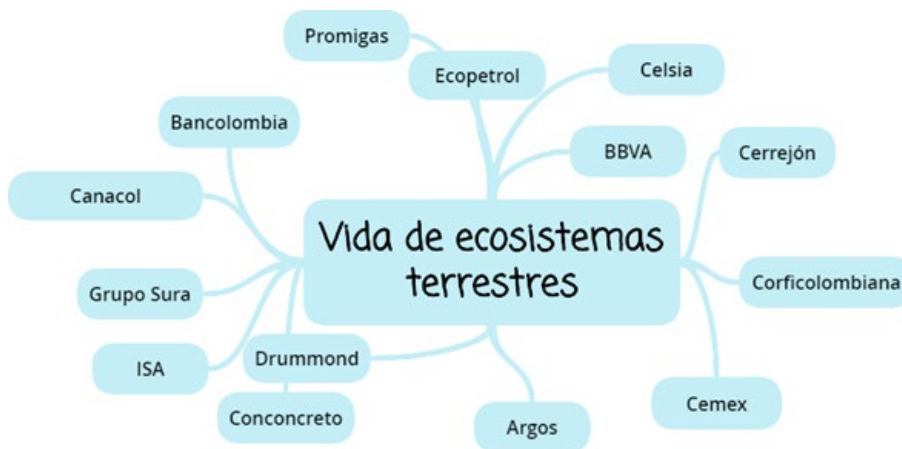 Promigas
Ecopetrol
Celsia
Bancolombia
BBVA
Cerrejón
Canacol
Vida de ecosistemas
terrestres
Grupo Sura
Corficolombiana
ISA
Drummond
Conconcreto
Argos
Cemex